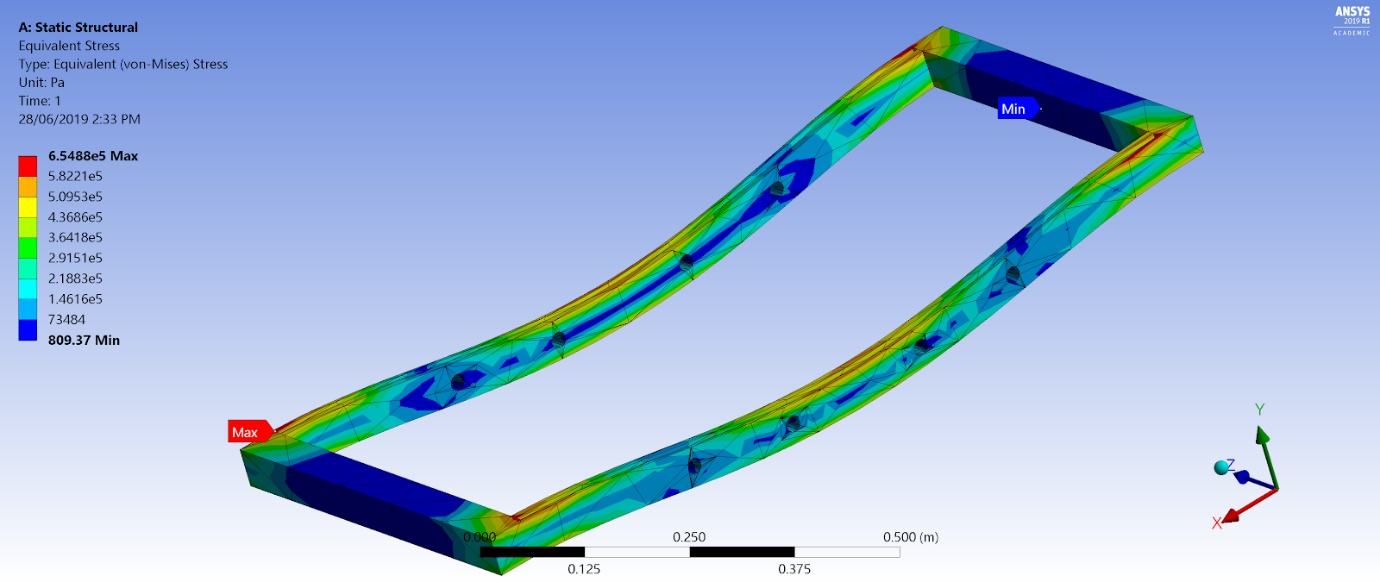 A: Static Structural
Equivalent Stress
Type: Equivalent (von-Mises) Stress
Unit: Pa
Time: 1
28/06/2019 2:33 PM
6.5488e5 Max
5.8221e5
5.0953e5
4.3686e5
3.6418e5
2.9151e5
2.1883e5
1.4616e5
73484
809.37 Min
ANSYS
2019 R1
ACADEMIC
Min
Max
0.000
0.250
0.500 (m)
0.125
0.375
Y
Z
X